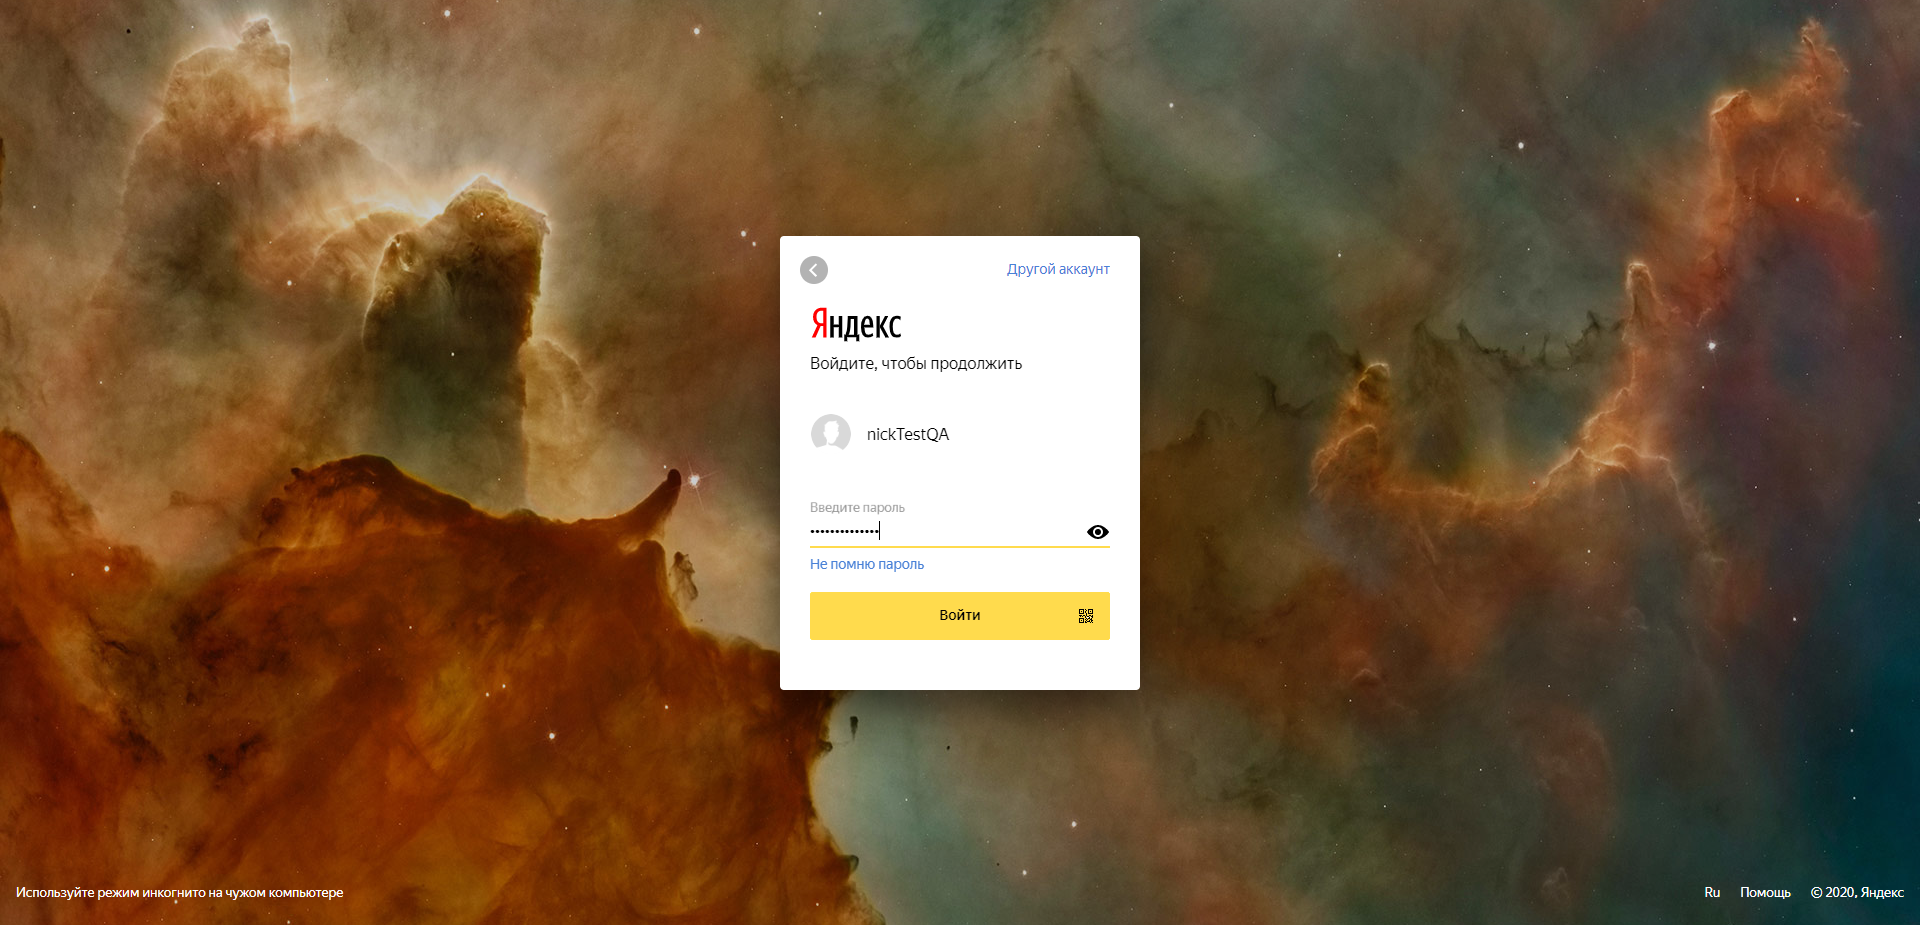 Другой аккаунт
Яндекс
Войдите, чтобы продолжить
nickTestQA
Введите пароль
••••••••••••••
Не помню пароль
Войти
Используйте режим инкогнито на чужом компьютере
Ru Помощь © 2020, Яндекс